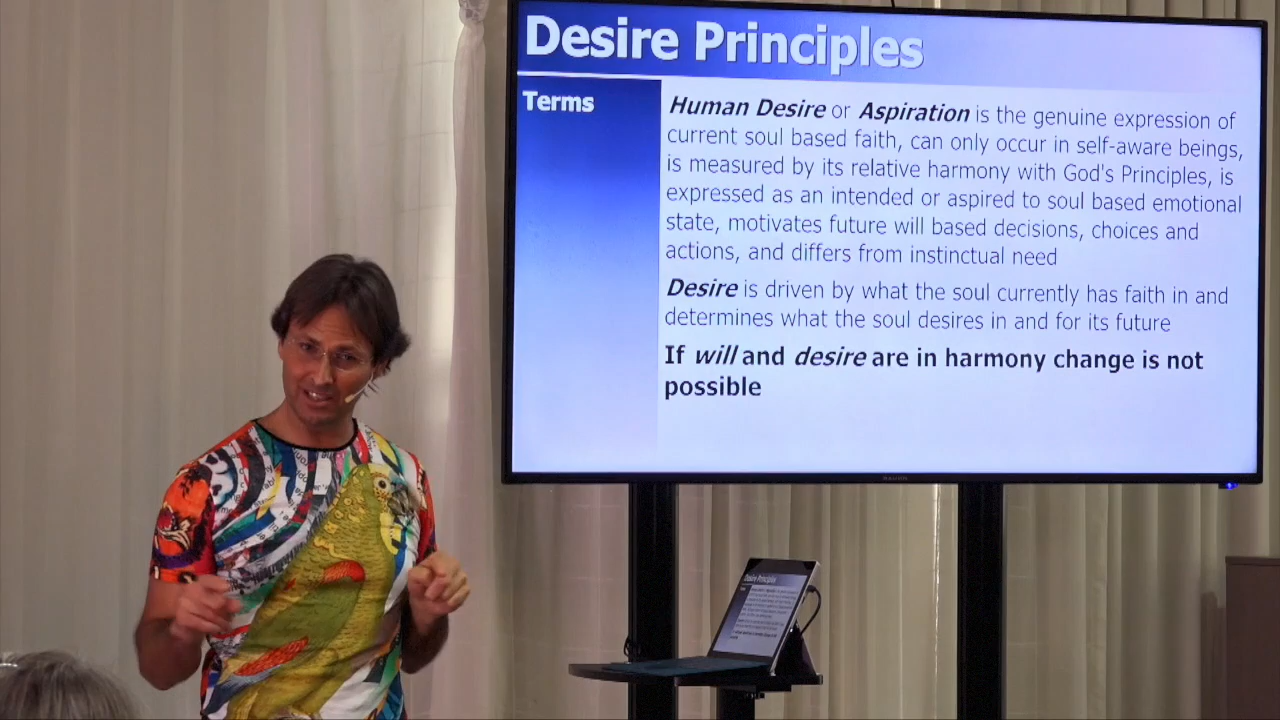 Desire Principles
Terms
Human Desire or Aspiration is the genuine expression of
current soul based faith, can only occur in self-aware beings,
is measured by its relative harmony with God's Principles, is
expressed as an intended or aspired to soul based emotional
state, motivates future will based decisions, choices and
actions, and differs from instinctual need
Desire is driven by what the soul currently has faith in and
determines what the soul desires in and for its future
If will and desire are in harmony change is not
possible
Desire Principles